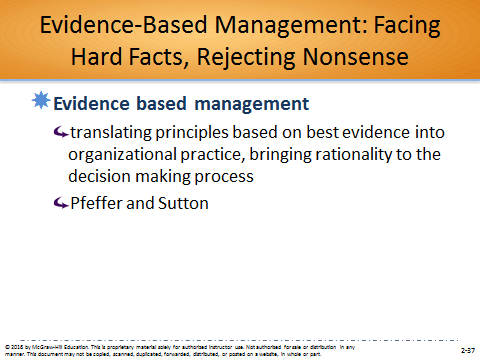 Evidence-Based Management: Facing
Hard Facts, Rejecting Nonsense
Evidence based management
translating principles based on best evidence into
organizational practice, bringing rationality to the
decision making process
Pfeffer and Sutton
© 2016 by McGraw-Hill Education. This is proprietary material solely for authorized instructor use. Not authorized for sale or distribution in any
manner. This document may not be copied, scanned, duplicated, forwarded, distributed, or posted on a website, in whole or part.
2-37